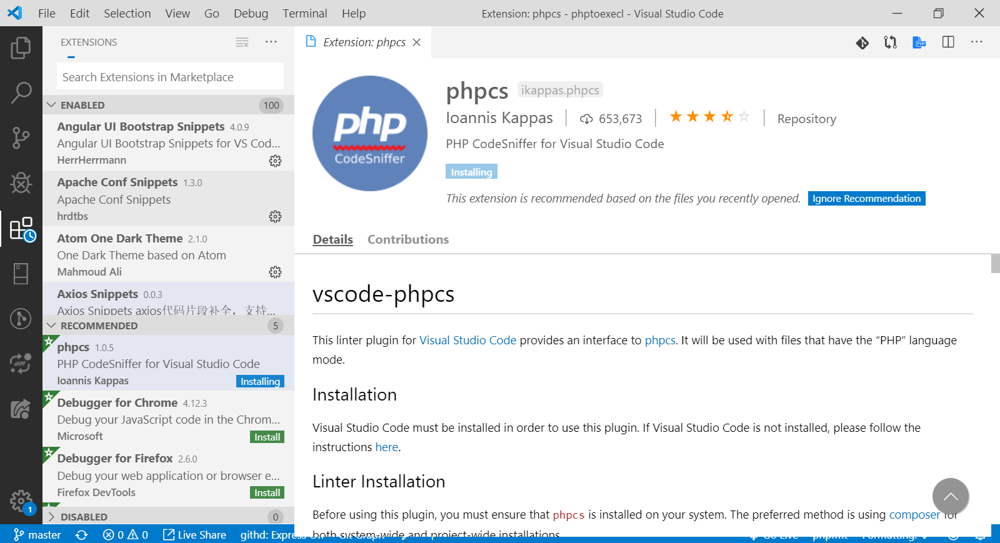 File Edit Selection View Go Debug Terminal Help
Extension: phpcs - phptoexecl - Visual Studio Code
EXTENSIONS
Extension: phpcs
Search Extensions in Marketplace
ENABLED 100
Angular UI Bootstrap Snippets 4.0.9
Angular UI Bootstrap Snippets for VS Cod...
HerrHerrmann
Apache Conf Snippets 1.3.0
Apache Conf Snippets
hrdtbs
Atom One Dark Theme 2.1.0
One Dark Theme based on Atom
Mahmoud Ali
Axios Snippets 0.0.3
Axios Snippets axios代码片段补全，支持...
RECOMMENDED 5
phpcs 1.0.5
PHP CodeSniffer for Visual Studio Code
Ioannis Kappas Installing
Debugger for Chrome 4.12.3
Debug your JavaScript code in the Chrom...
Microsoft Install
Debugger for Firefox 2.6.0
Debug your web application or browser e...
Firefox DevTools Install
DISABLED 0
diff
1
PHP
php
CodeSniffer
phpcs ikappas.phpcs
Ioannis Kappas 653,673 Repository
PHP CodeSniffer for Visual Studio Code
Installing
This extension is recommended based on the files you recently opened. Ignore Recommendation
Details Contributions
vscode-phpcs
This linter plugin for Visual Studio Code provides an interface to phpcs. It will be used with files that have the “PHP” language
mode.
Installation
Visual Studio Code must be installed in order to use this plugin. If Visual Studio Code is not installed, please follow the
instructions here.
Linter Installation
Before using this plugin, you must ensure that phpcs is installed on your system. The preferred method is using composer for
both system-wide and project-wide installations.
master 0 0 Live Share githd: Express Go Live phpfmt Formatting: